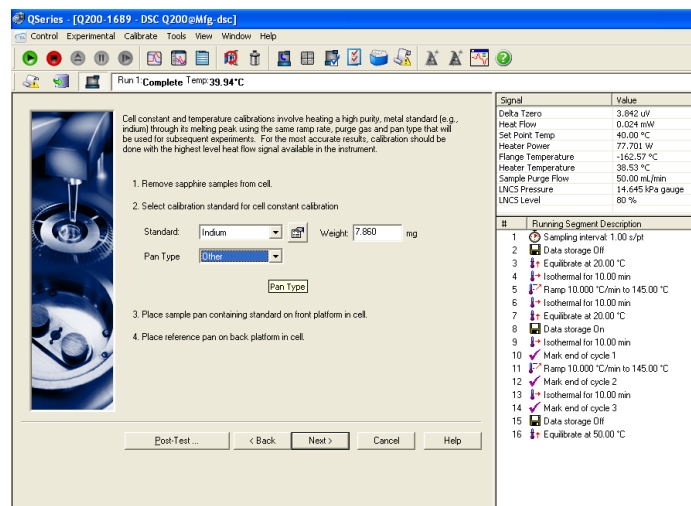 QSeries - [Q200-1689 - DSC Q200@Mfg-dsc]
Control Experimental Calibrate Tools View Window Help
Run 1:Complete Temp:39.94°C
Cell constant and temperature calibrations involve heating a high purity, metal standard (e.g.,
indium) through its melting peak using the same ramp rate, purge gas and pan type that will
be used for subsequent experiments. For the most accurate results, calibration should be
done with the highest level heat flow signal available in the instrument.
1. Remove sapphire samples from cell.
2. Select calibration standard for cell constant calibration
Standard: Indium Weight: 7.860 mg
Pan Type Other
Pan Type
3. Place sample pan containing standard on front platform in cell.
4. Place reference pan on back platform in cell.
Post-Test ... < Back Next > Cancel Help
Signal Value
Delta Tzero 3.842 uV
Heat Flow 0.024 mW
Set Point Temp 40.00 °C
Heater Power 77.701 W
Flange Temperature -162.57 °C
Heater Temperature 38.53 °C
Sample Purge Flow 50.00 mL/min
LNCS Pressure 14.645 kPa gauge
LNCS Level 80 %
# Running Segment Description
1 Sampling interval: 1.00 s/pt
2 Data storage Off
3 Equilibrate at 20.00 °C
4 Isothermal for 10.00 min
5 Ramp 10.000 °C/min to 145.00 °C
6 Isothermal for 10.00 min
7 Equilibrate at 20.00 °C
8 Data storage On
9 Isothermal for 10.00 min
10 Mark end of cycle 1
11 Ramp 10.000 °C/min to 145.00 °C
12 Mark end of cycle 2
13 Isothermal for 10.00 min
14 Mark end of cycle 3
15 Data storage Off
16 Equilibrate at 50.00 °C